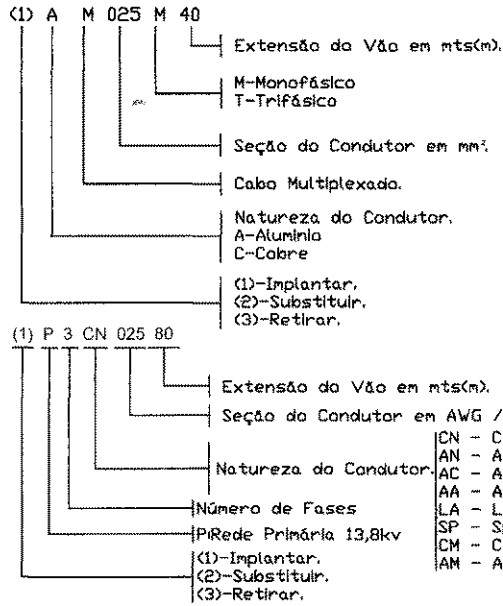 (1) A M 025 M 40
Extensão do Vão em mts(m).
M-Monofásico
T-Trifásico
Seção do Condutor em mm².
Cabo Multiplexado.
Natureza do Condutor.
A-Aluminio
C-Cobre
(1)-Implantar.
(2)-Substituir.
(3)-Retirar.
(1) P 3 CN 025 80
Extensão do Vão em mts(m).
Seção do Condutor em AWG /
Natureza do Condutor.
CN - C
AN - A
AC - A
AA - A
LA - L
SP - S
CM - C
AM - A
Número de Fases
Rede Primária 13,8kv
(1)-Implantar.
(2)-Substituir.
(3)-Retirar.